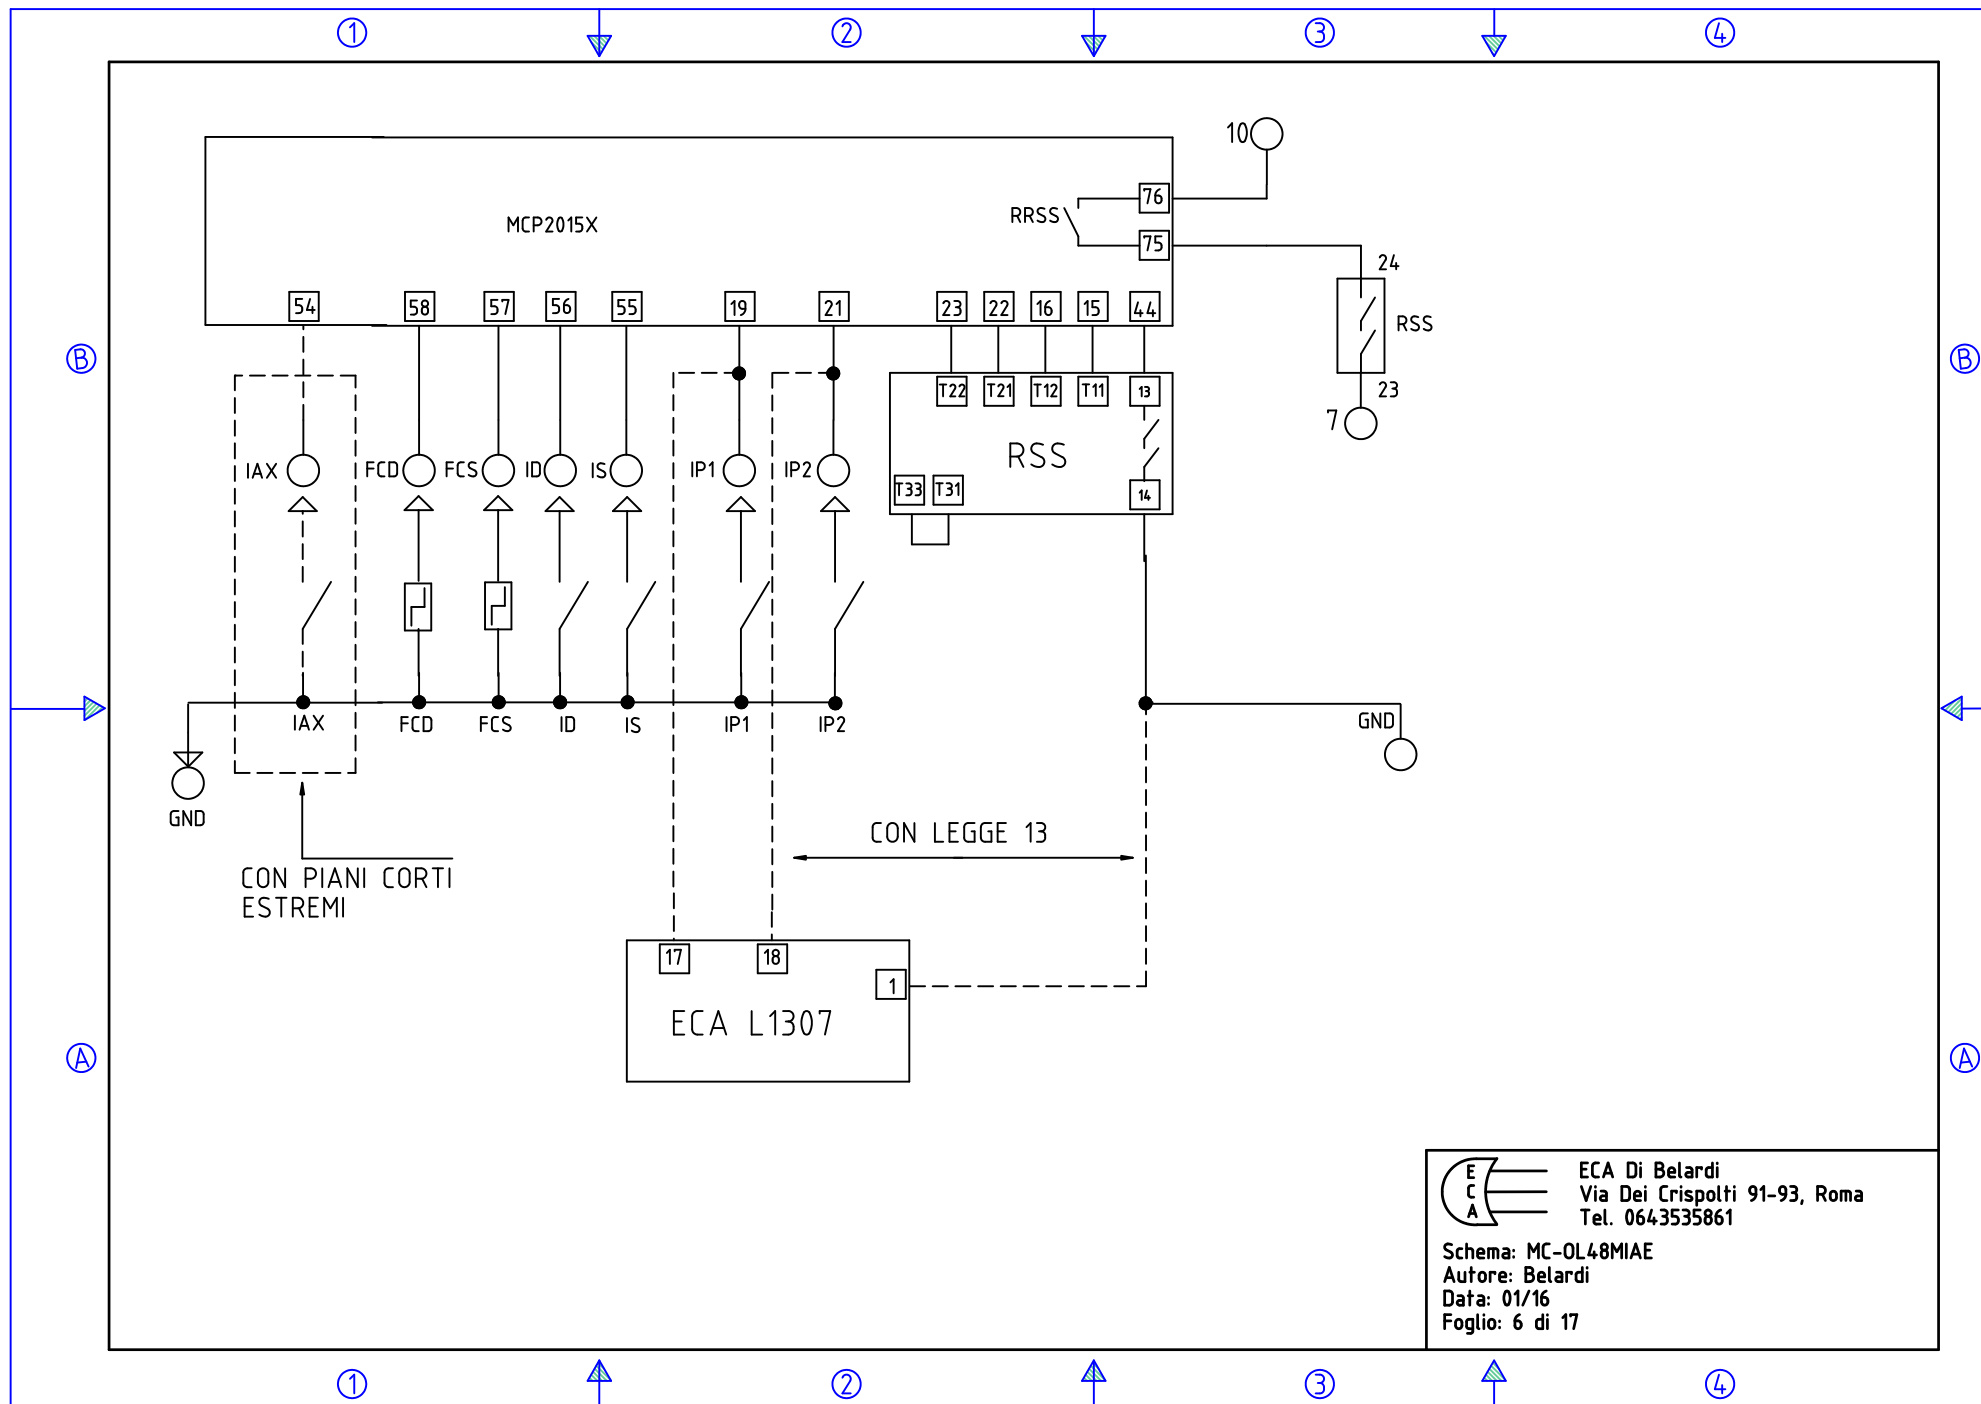 1 2 3 4
10
76
RRSS
MCP2015X
75
24
54 58 57 56 55 19 21 23 22 16 15 44
RSS
B B
T22 T21 T12 T11 13
23
7
IAX FCD FCS ID IS IP1 IP2 RSS
T33 T31 14
IAX FCD FCS ID IS IP1 IP2 GND
GND
CON LEGGE 13
CON PIANI CORTI
ESTREMI
17 18 1
ECA L1307
A A
E
C
A
ECA Di Belardi
Via Dei Crispolti 91-93, Roma
Tel. 0643535861
Schema: MC-OL48MIAE
Autore: Belardi
Data: 01/16
Foglio: 6 di 17
1 2 3 4